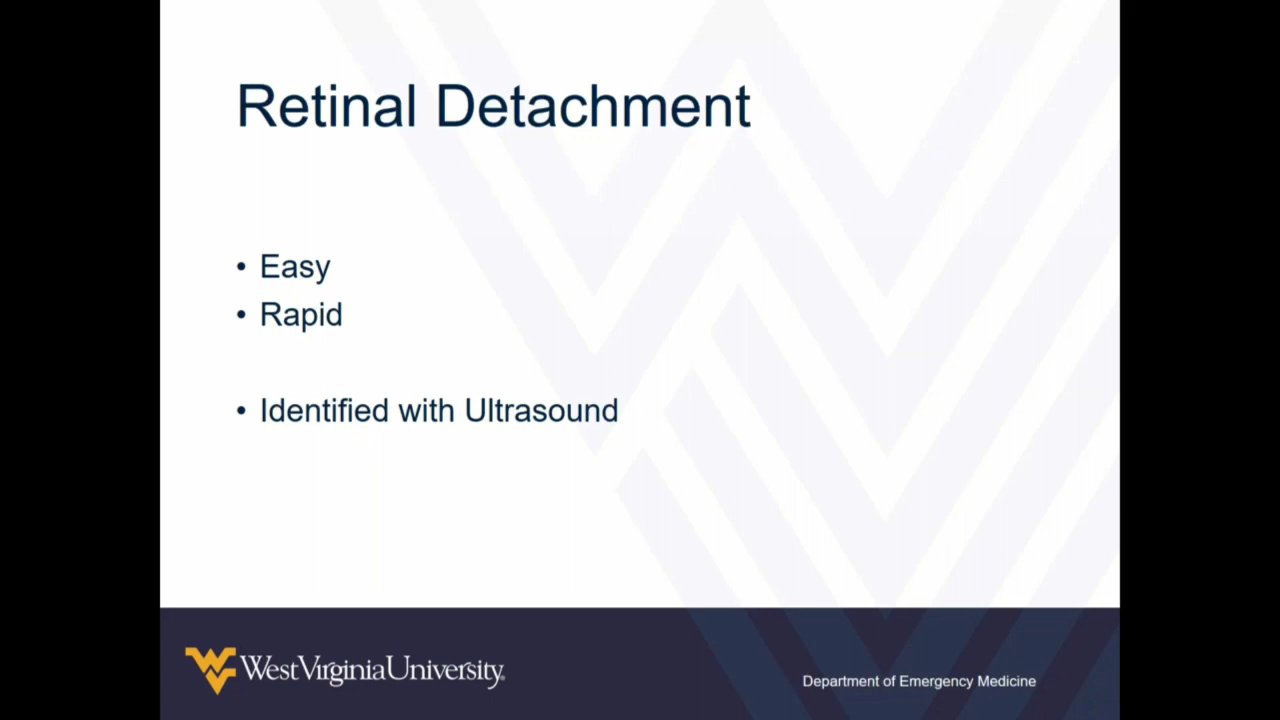 Retinal Detachment
• Easy
• Rapid
• Identified with Ultrasound
WestVirginiaUniversity®
Department of Emergency Medicine